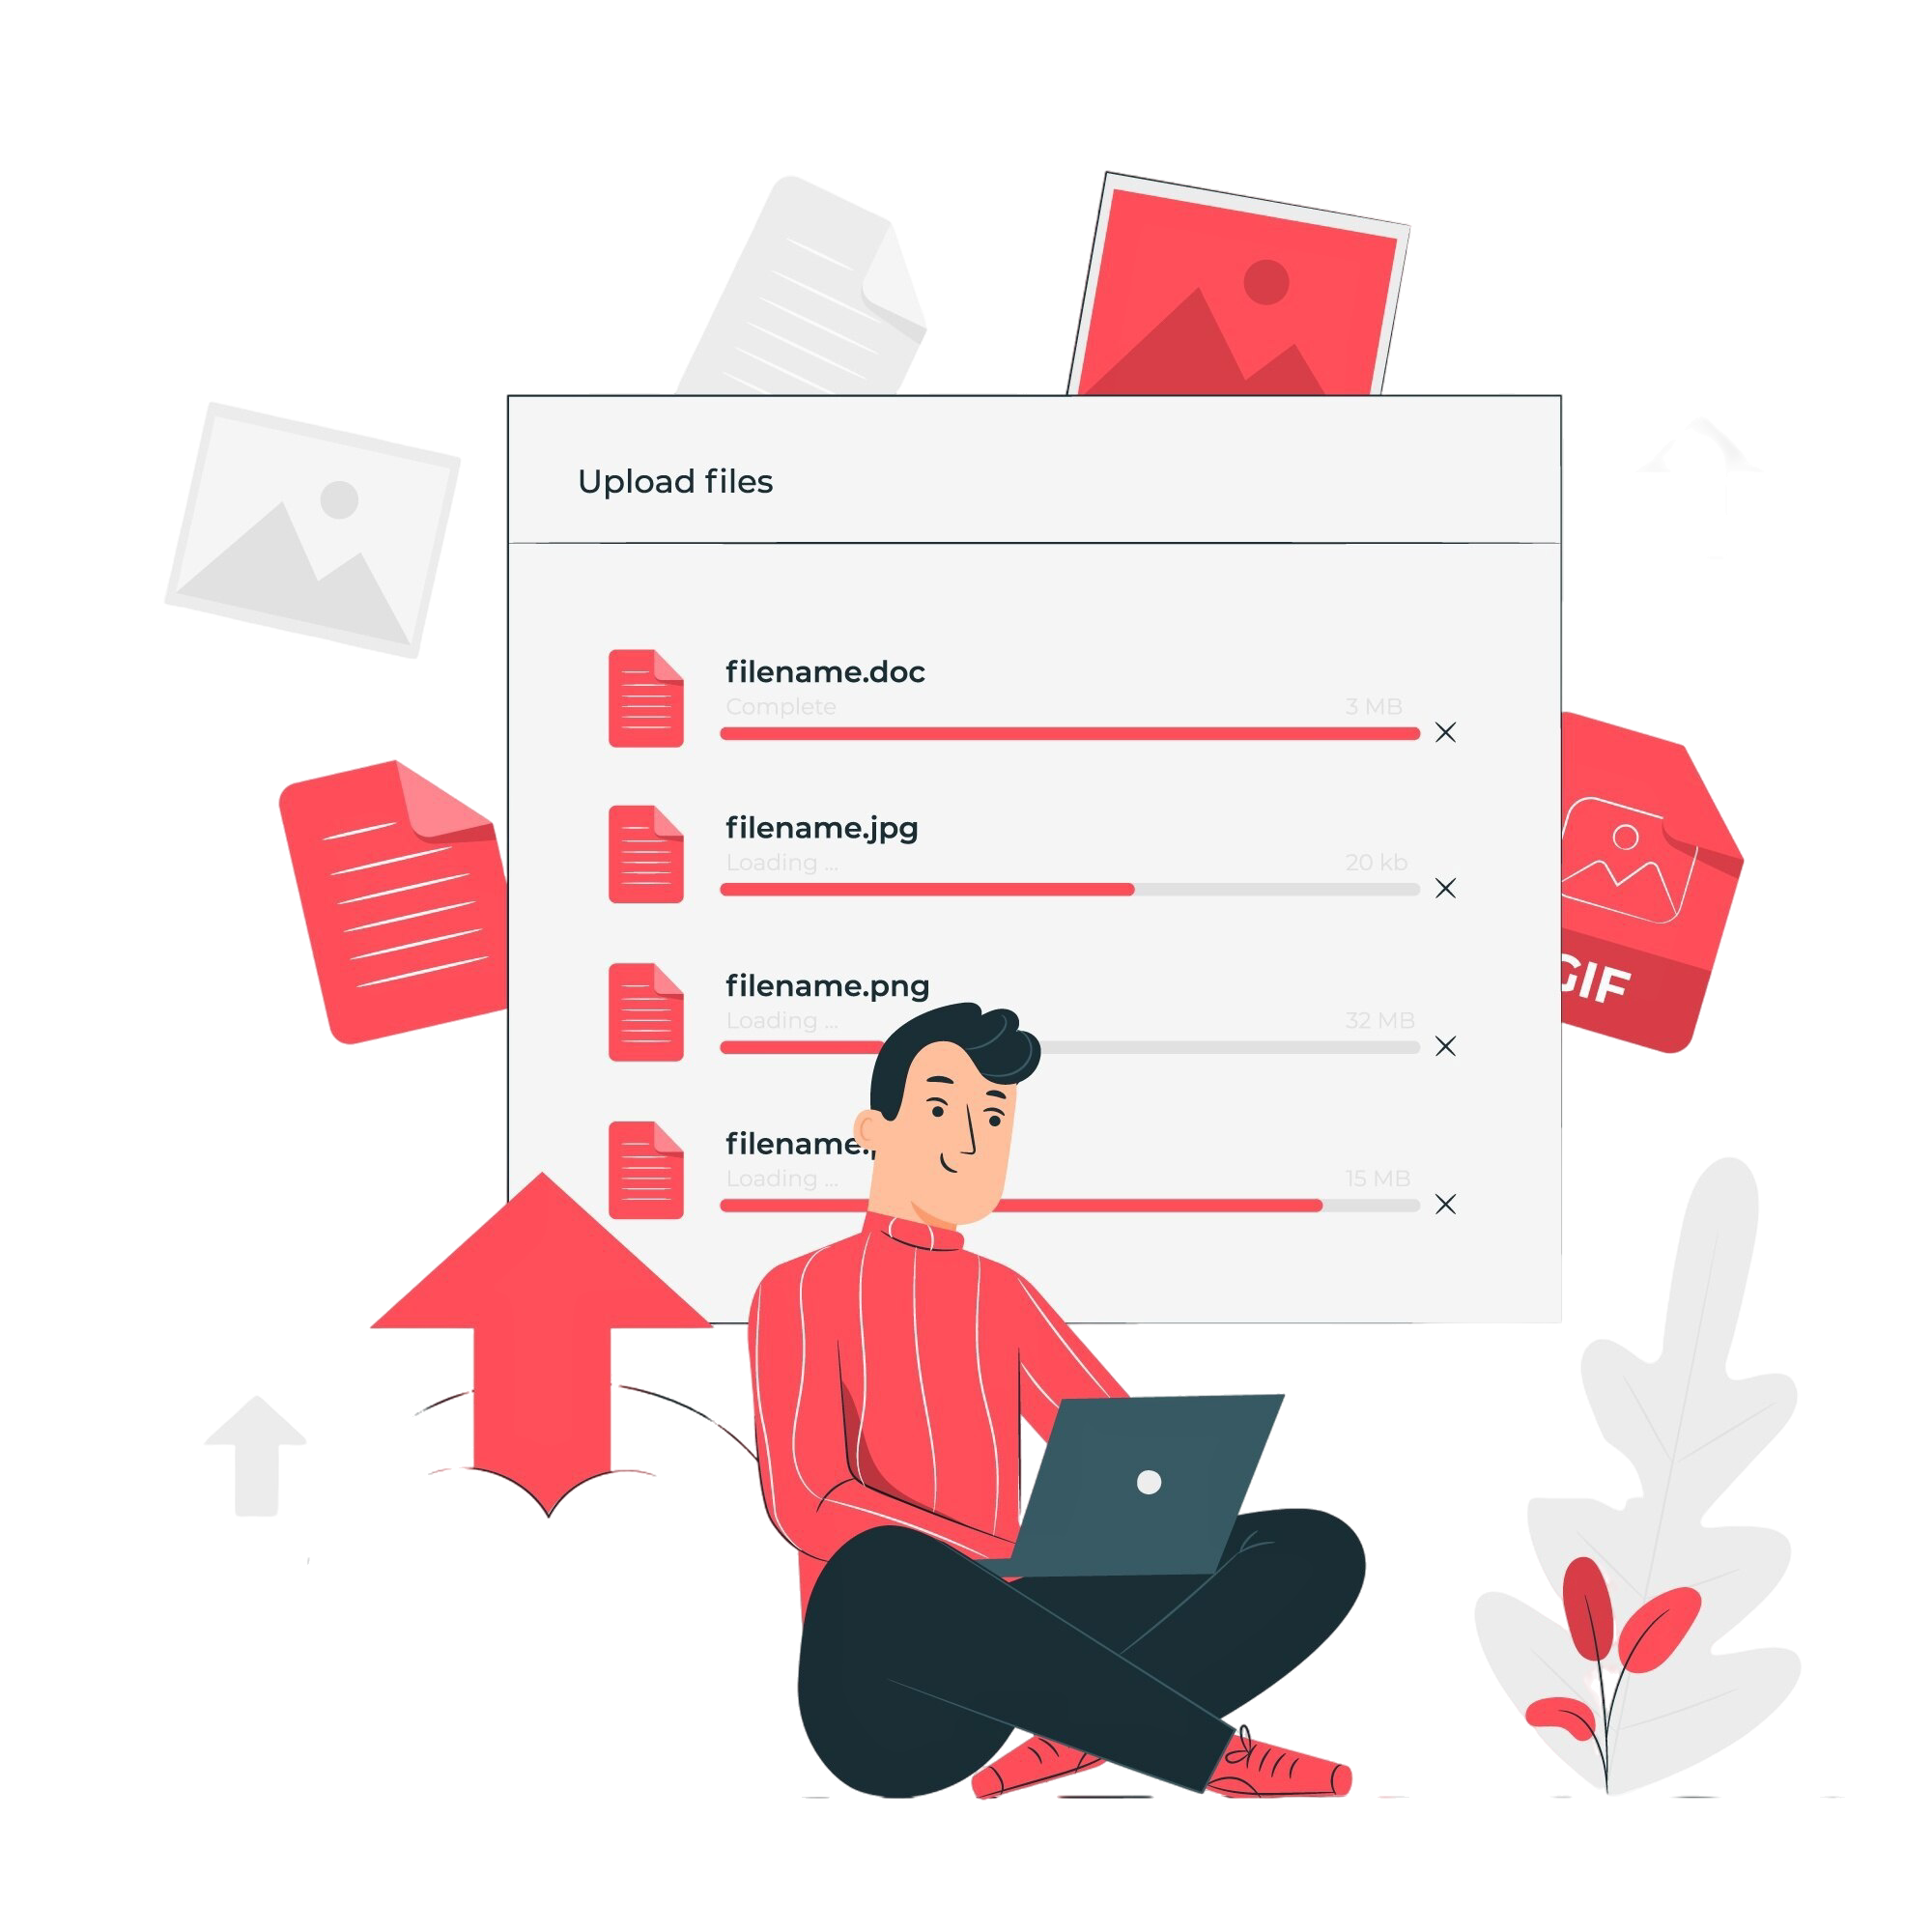 Upload files
filename.doc
Complete
3 MB
filename.jpg
Loading ...
20 kb
filename.png
Loading ...
32 MB
filename.
Loading ...
15 MB
GIF